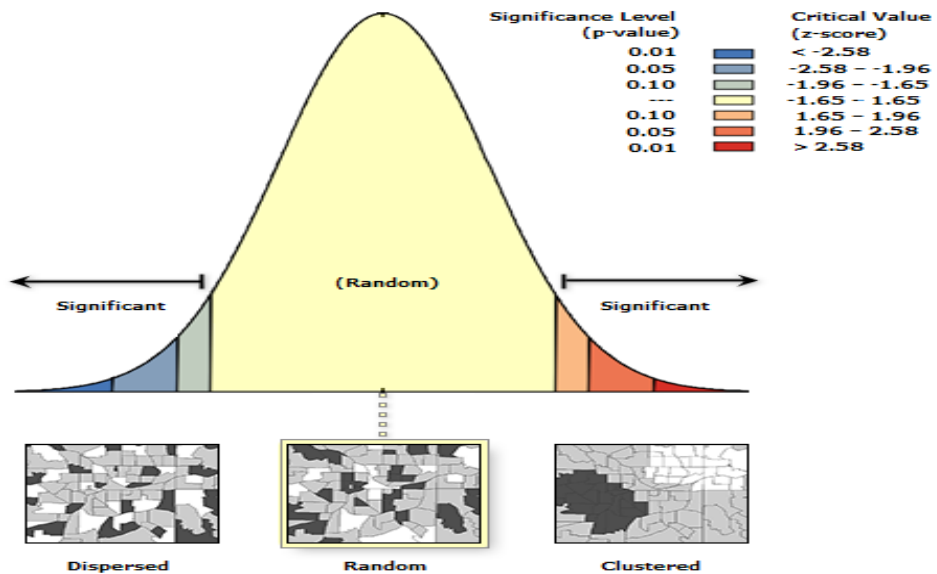 Significance Level Critical Value
(p-value) (z-score)
0.01 < -2.58
0.05 -2.58 – -1.96
0.10 -1.96 – -1.65
--- -1.65 – 1.65
0.10 1.65 – 1.96
0.05 1.96 – 2.58
0.01 > 2.58
(Random)
Significant Significant
Dispersed Random Clustered